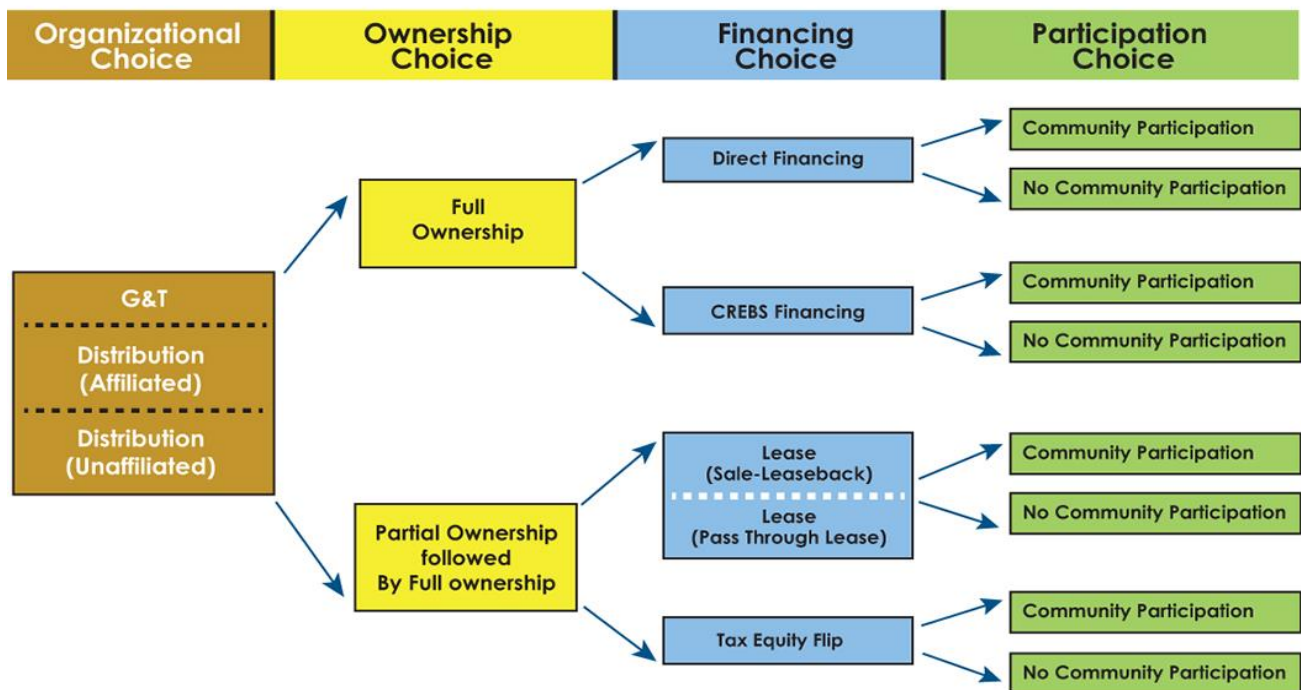 Organizational
Choice
Ownership
Choice
Financing
Choice
Participation
Choice
G&T
Distribution
(Affiliated)
Distribution
(Unaffiliated)
Full
Ownership
Partial Ownership
followed
By Full ownership
Direct Financing
CREBS Financing
Lease
(Sale-Leaseback)
Lease
(Pass Through Lease)
Tax Equity Flip
Community Participation
No Community Participation
Community Participation
No Community Participation
Community Participation
No Community Participation
Community Participation
No Community Participation